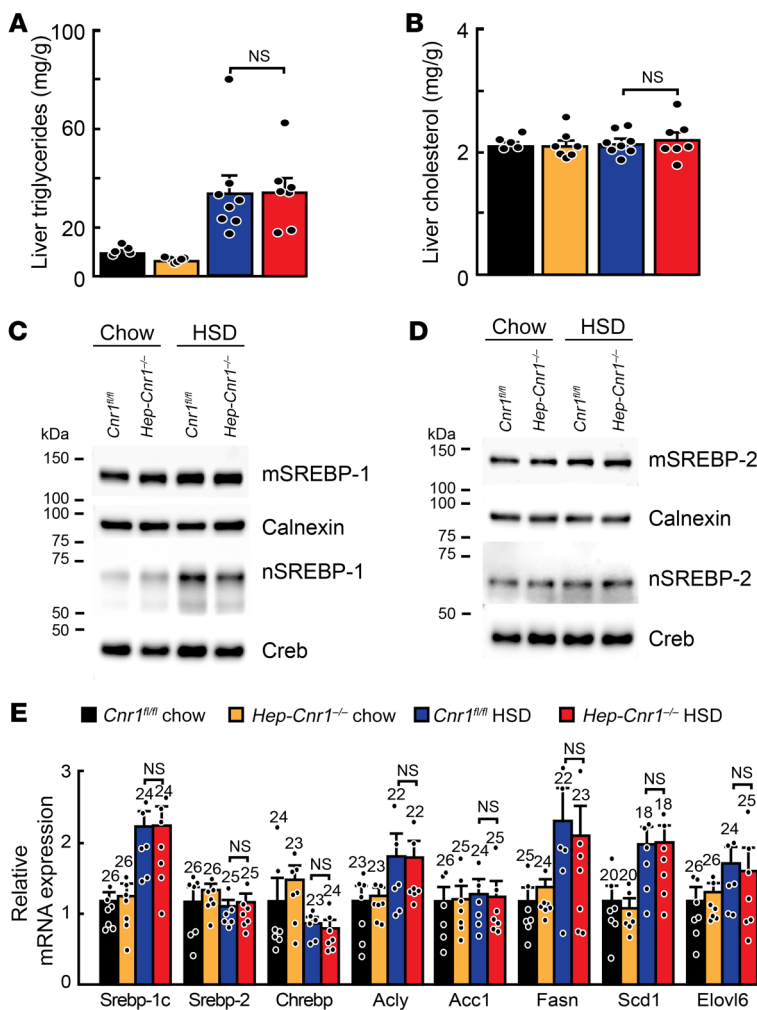 A
Liver triglycerides (mg/g)
100
60
20
0
NS
B
Liver cholesterol (mg/g)
4
2
0
NS
C
Chow HSD
Cnr1fl/fl Hep-Cnr1–/– Cnr1fl/fl Hep-Cnr1–/–
kDa
150
mSREBP-1
100
Calnexin
75
75
nSREBP-1
50
50
Creb
D
Chow HSD
Cnr1fl/fl Hep-Cnr1–/– Cnr1fl/fl Hep-Cnr1–/–
kDa
150
mSREBP-2
100
Calnexin
75
75
nSREBP-2
50
Creb
E
Cnr1fl/fl chow Hep-Cnr1–/– chow Cnr1fl/fl HSD Hep-Cnr1–/– HSD
Relative
mRNA expression
3
2
1
0
NS NS NS NS NS NS NS NS
26 26 24 24
26 26 25 25
24 23 23 24
23 23 22 22
26 25 24 25
25 24 22 23
20 20 18 18
26 26 24 25
Srebp-1c Srebp-2 Chrebp Acly Acc1 Fasn Scd1 Elovl6